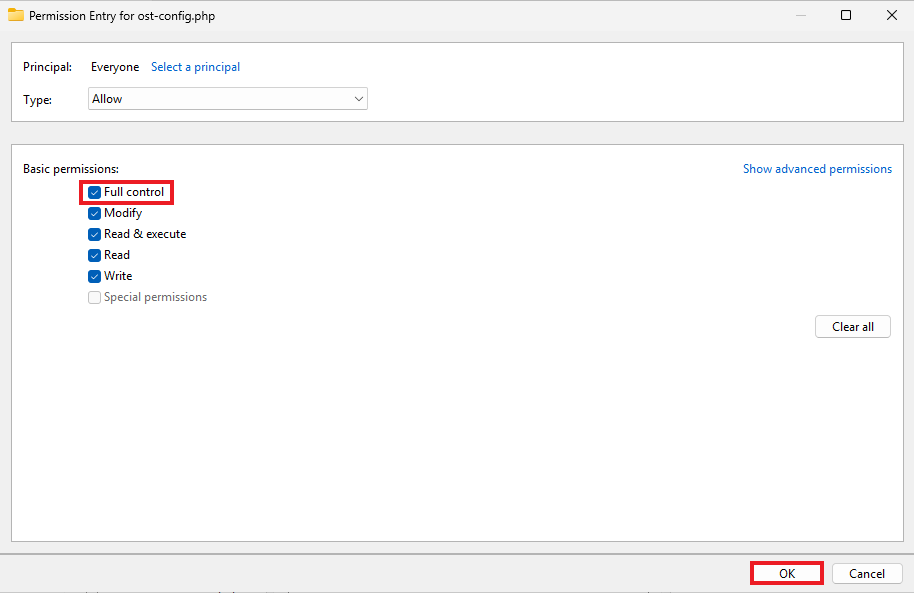 Permission Entry for ost-config.php
Principal: Everyone Select a principal
Type: Allow
Basic permissions: Show advanced permissions
Full control
Modify
Read & execute
Read
Write
Special permissions
Clear all
OK Cancel